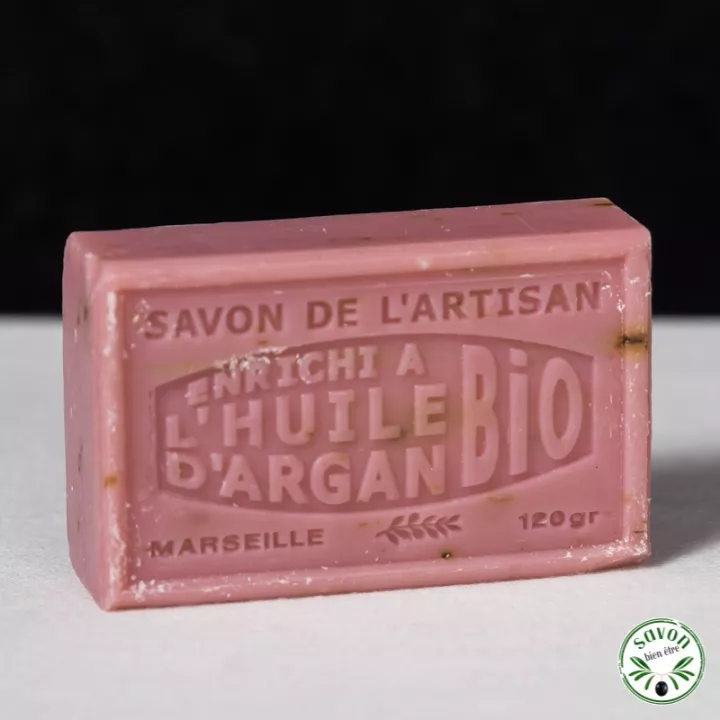 SAVON DE L'ARTISAN
ENRICHI A
L'HUILE
D'ARGAN
BiO
MARSEILLE
120gr
savon
bien être